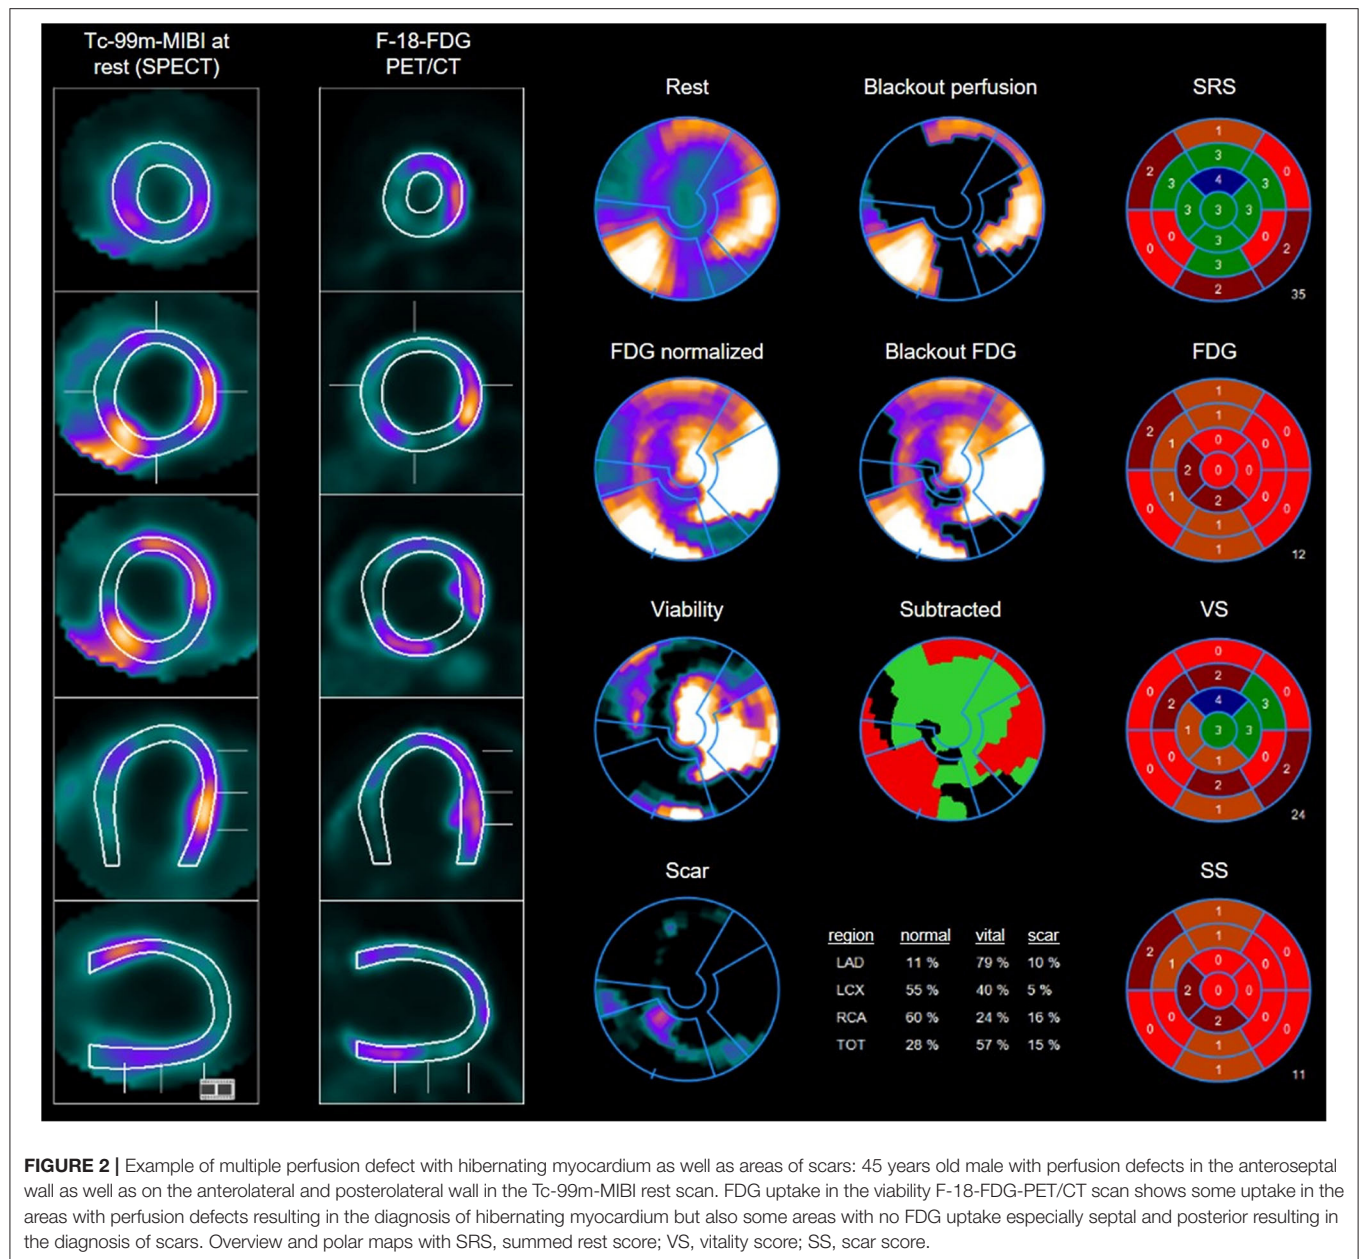 Tc-99m-MIBI at
rest (SPECT)
F-18-FDG
PET/CT
Rest
Blackout perfusion
SRS
1
2
3
0
3
4
3
3
3
3
0
3
0
2
2
35
FDG normalized
Blackout FDG
FDG
1
2
1
0
1
0
0
2
0
0
1
2
0
0
1
0
1
12
Viability
Subtracted
VS
0
0
2
0
2
4
3
1
3
3
0
1
0
0
2
2
1
24
Scar
region normal vital scar
LAD 11 % 79 % 10 %
LCX 55 % 40 % 5 %
RCA 60 % 24 % 16 %
TOT 28 % 57 % 15 %
SS
1
2
1
0
1
0
0
2
0
0
0
2
0
0
1
0
1
11
FIGURE 2 | Example of multiple perfusion defect with hibernating myocardium as well as areas of scars: 45 years old male with perfusion defects in the anteroseptal
wall as well as on the anterolateral and posterolateral wall in the Tc-99m-MIBI rest scan. FDG uptake in the viability F-18-FDG-PET/CT scan shows some uptake in the
areas with perfusion defects resulting in the diagnosis of hibernating myocardium but also some areas with no FDG uptake especially septal and posterior resulting in
the diagnosis of scars. Overview and polar maps with SRS, summed rest score; VS, vitality score; SS, scar score.